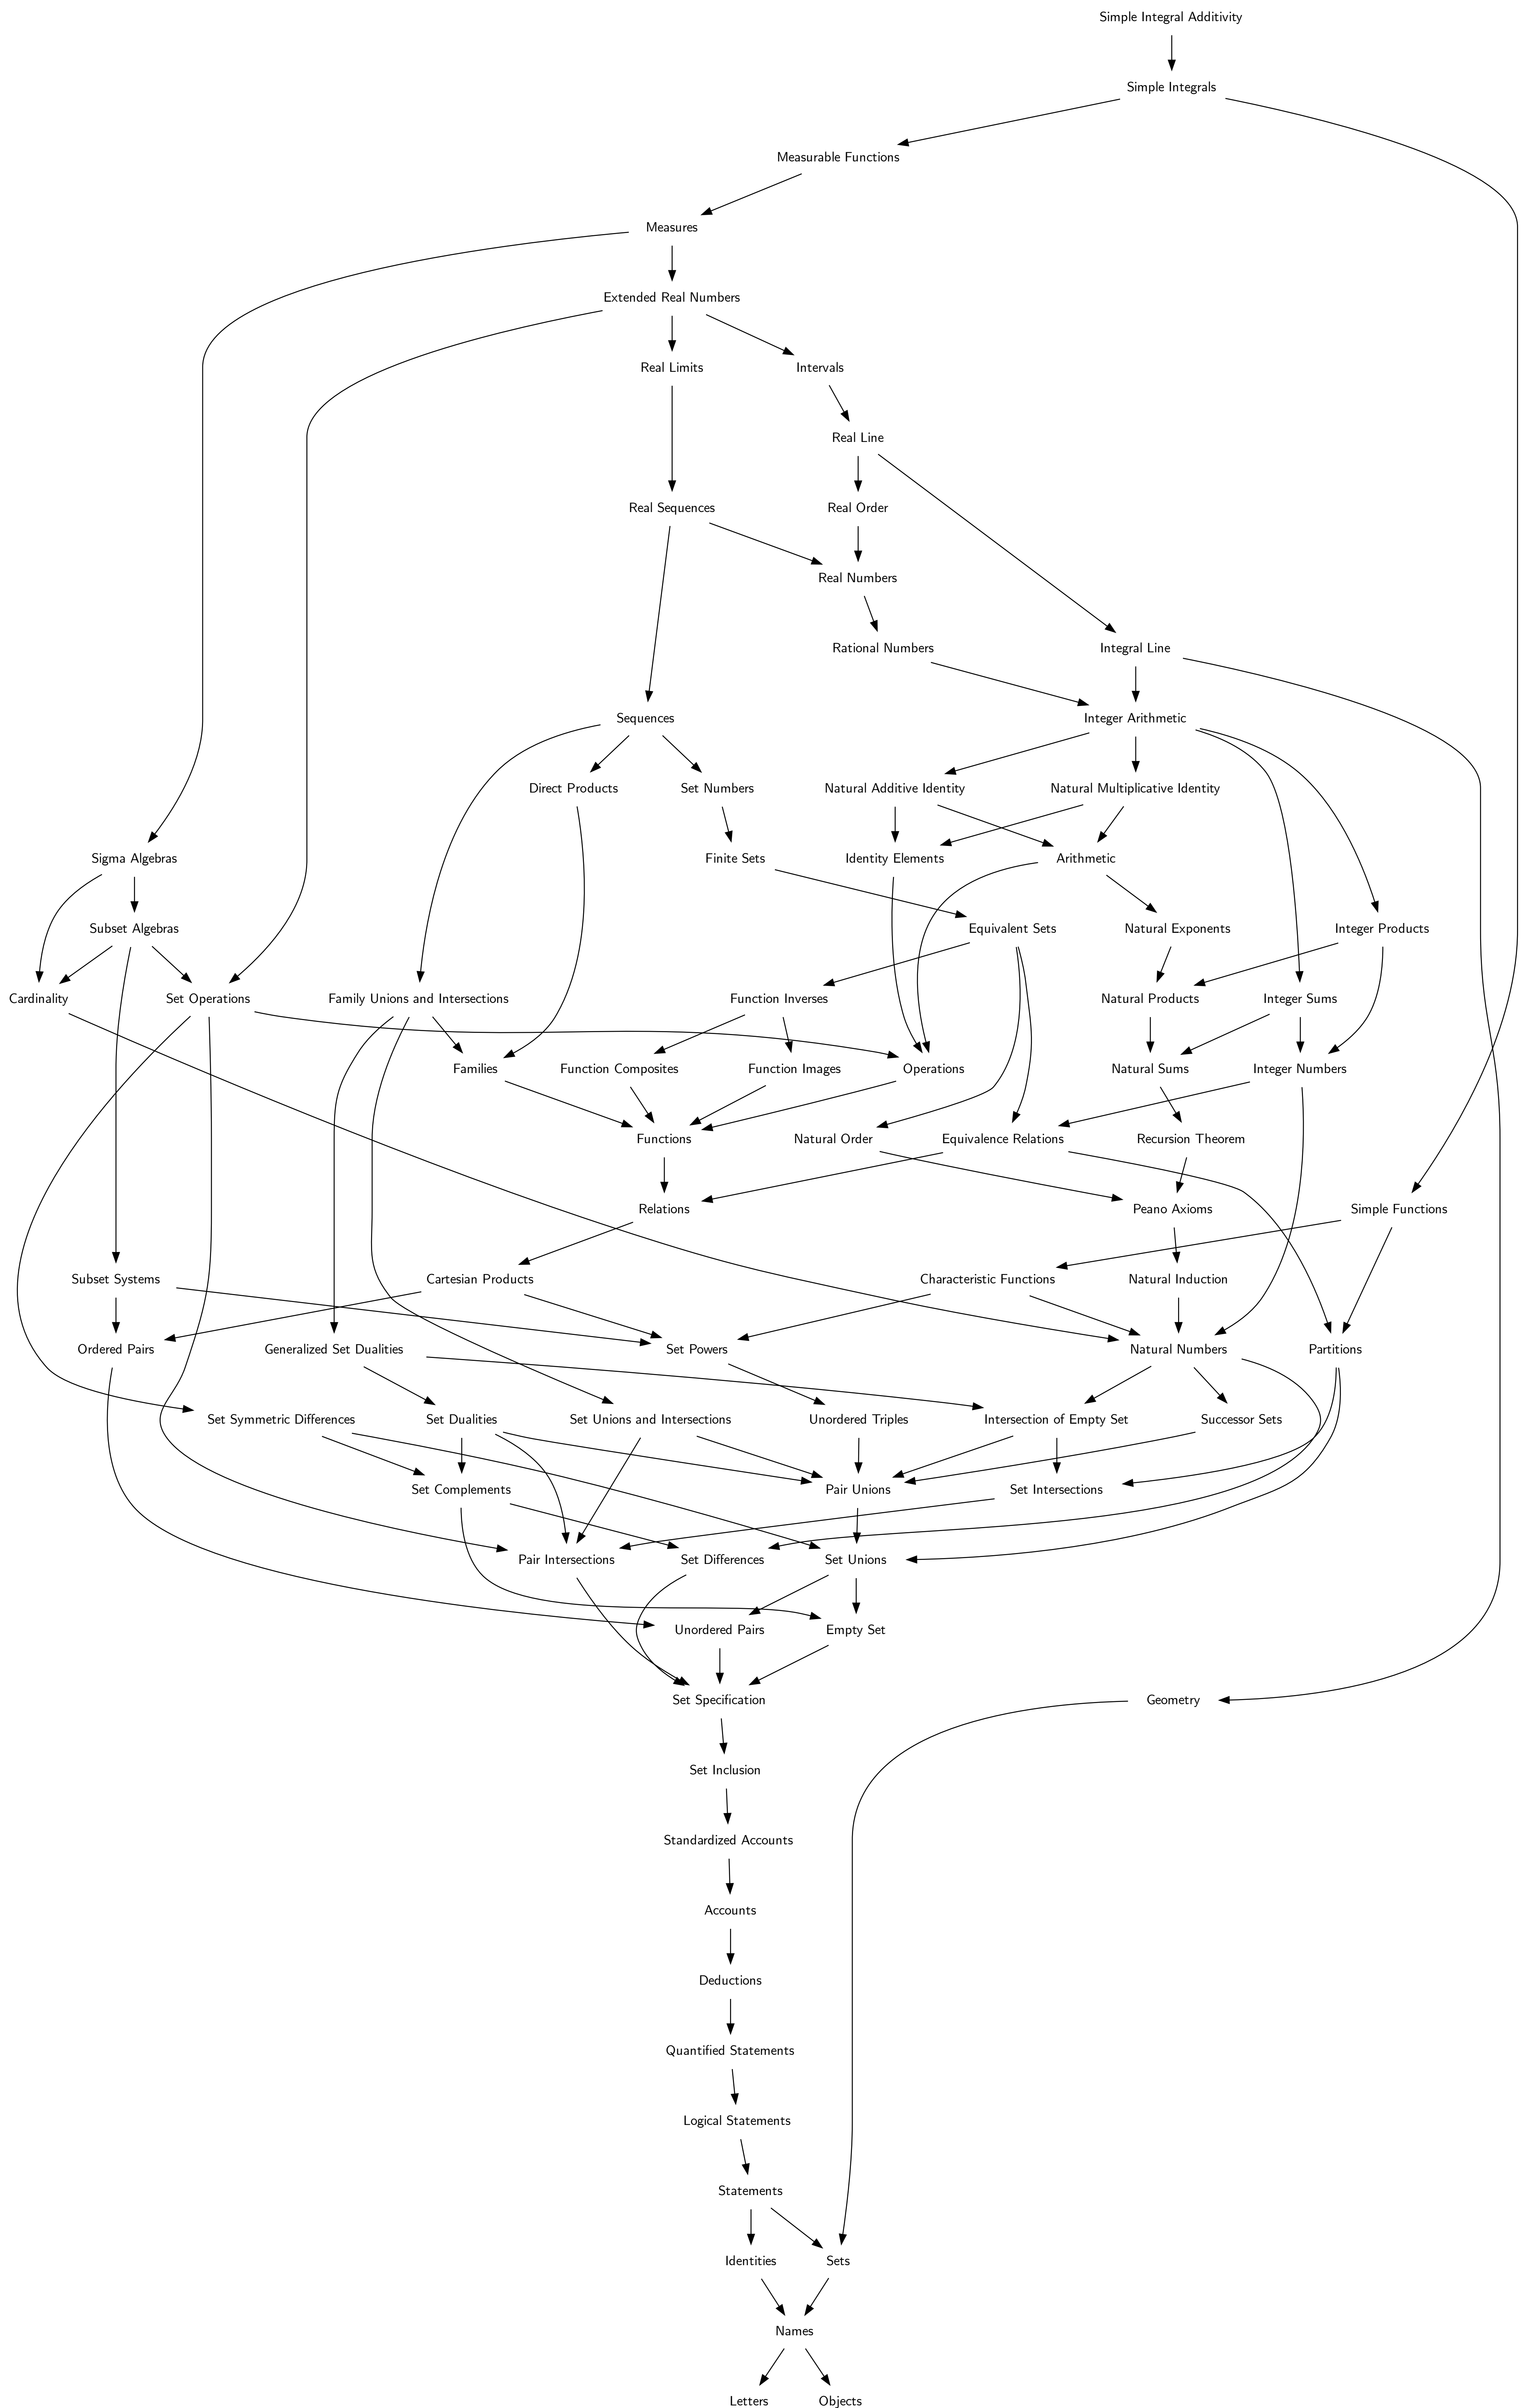 Simple Integral Additivity
Simple Integrals
Measurable Functions
Measures
Extended Real Numbers
Real Limits
Intervals
Real Line
Real Sequences
Real Order
Real Numbers
Rational Numbers
Integral Line
Sequences
Integer Arithmetic
Direct Products
Set Numbers
Natural Additive Identity
Natural Multiplicative Identity
Sigma Algebras
Finite Sets
Identity Elements
Arithmetic
Subset Algebras
Equivalent Sets
Natural Exponents
Integer Products
Cardinality
Set Operations
Family Unions and Intersections
Function Inverses
Natural Products
Integer Sums
Families
Function Composites
Function Images
Operations
Natural Sums
Integer Numbers
Functions
Natural Order
Equivalence Relations
Recursion Theorem
Relations
Peano Axioms
Simple Functions
Subset Systems
Cartesian Products
Characteristic Functions
Natural Induction
Ordered Pairs
Generalized Set Dualities
Set Powers
Natural Numbers
Partitions
Set Symmetric Differences
Set Dualities
Set Unions and Intersections
Unordered Triples
Intersection of Empty Set
Successor Sets
Set Complements
Pair Unions
Set Intersections
Pair Intersections
Set Differences
Set Unions
Unordered Pairs
Empty Set
Set Specification
Geometry
Set Inclusion
Standardized Accounts
Accounts
Deductions
Quantified Statements
Logical Statements
Statements
Identities
Sets
Names
Letters
Objects